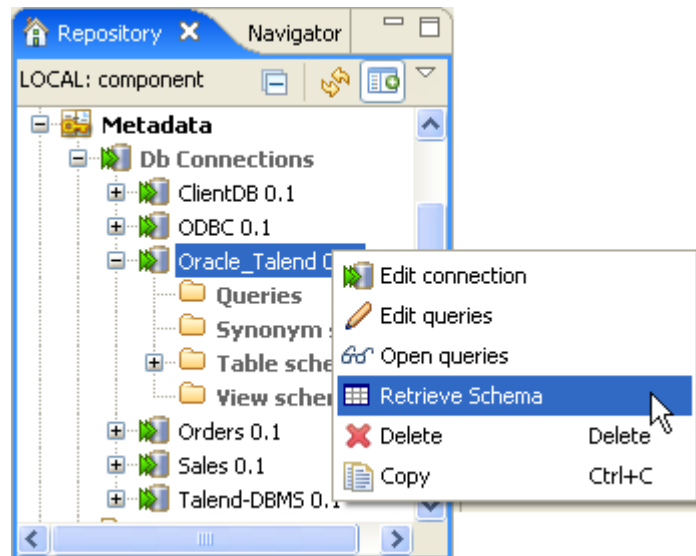 Repository Navigator
LOCAL: component
Metadata
Db Connections
ClientDB 0.1
ODBC 0.1
Oracle_Talend
Queries
Synonym
Table
View
Orders 0.1
Sales 0.1
Talend-DBMS 0.1
Edit connection
Edit queries
Open queries
Retrieve Schema
Delete Delete
Copy Ctrl+C